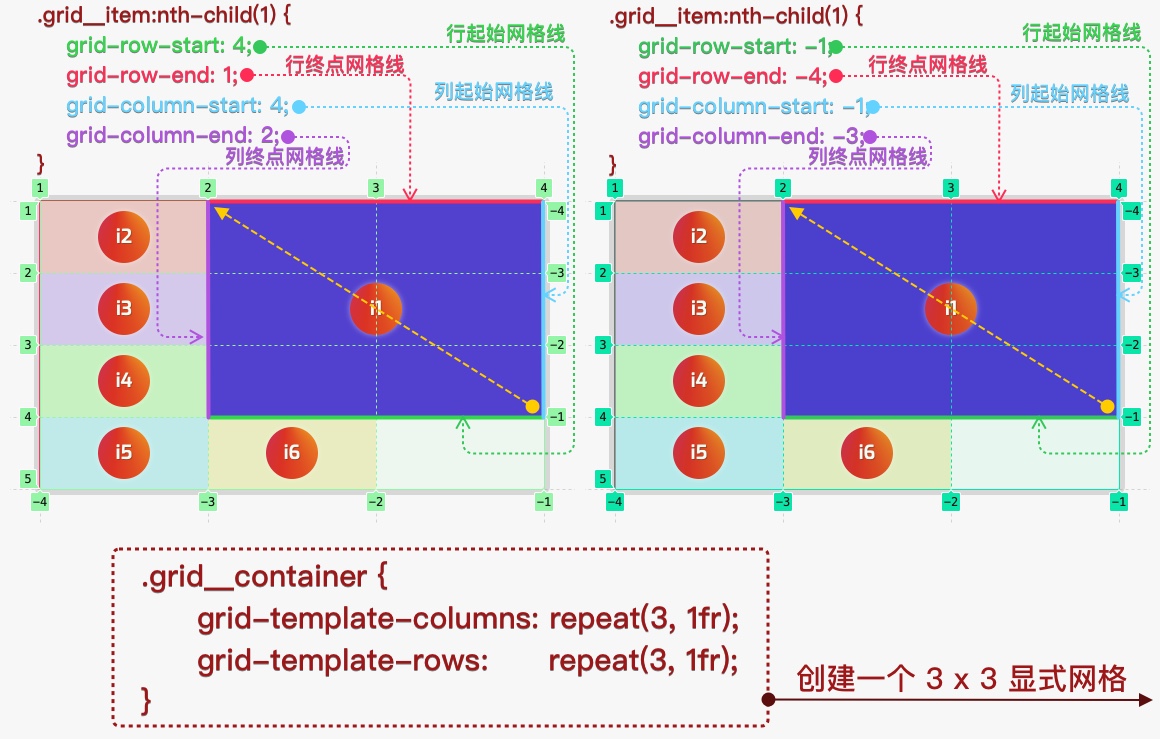 .grid__item:nth-child(1) {
grid-row-start: 4;
行起始网格线
grid-row-end: 1;
行终点网格线
grid-column-start: 4;
列起始网格线
grid-column-end: 2;
列终点网格线
}
1 2 3 4
1 -4
i2
2 -3
i3
i1
3 -2
i4
4 -1
i5 i6
5
-4 -3 -2 -1
.grid__item:nth-child(1) {
grid-row-start: -1;
行起始网格线
grid-row-end: -4;
行终点网格线
grid-column-start: -1;
列起始网格线
grid-column-end: -3;
列终点网格线
}
1 2 3 4
1 -4
i2
2 -3
i3
i1
3 -2
i4
4 -1
i5 i6
5
-4 -3 -2 -1
.grid__container {
grid-template-columns: repeat(3, 1fr);
grid-template-rows: repeat(3, 1fr);
}
创建一个 3 x 3 显式网格